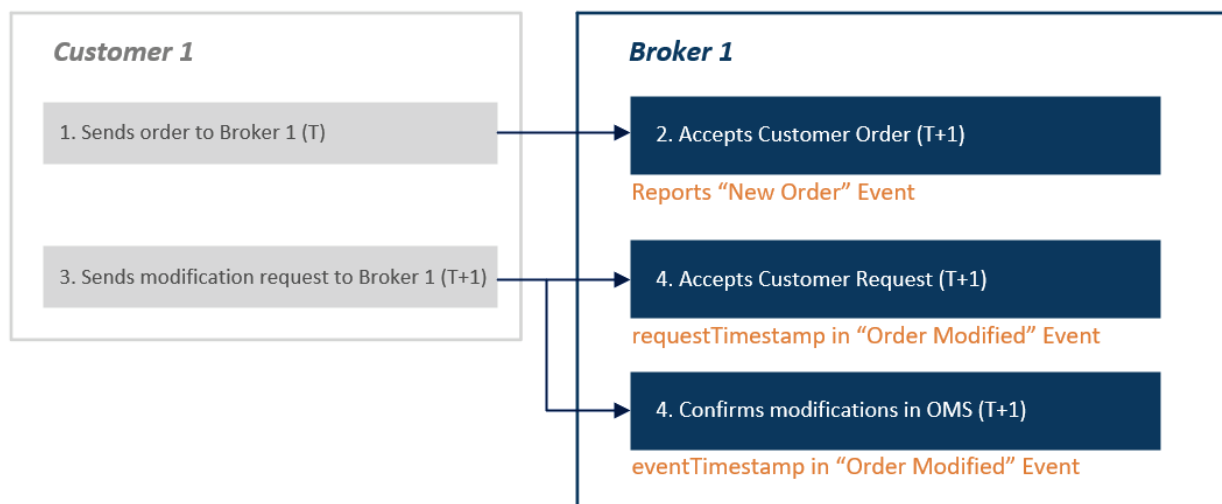 Customer 1
Broker 1
1. Sends order to Broker 1 (T)
2. Accepts Customer Order (T+1)
Reports “New Order” Event
3. Sends modification request to Broker 1 (T+1)
4. Accepts Customer Request (T+1)
requestTimestamp in “Order Modified” Event
4. Confirms modifications in OMS (T+1)
eventTimestamp in “Order Modified” Event